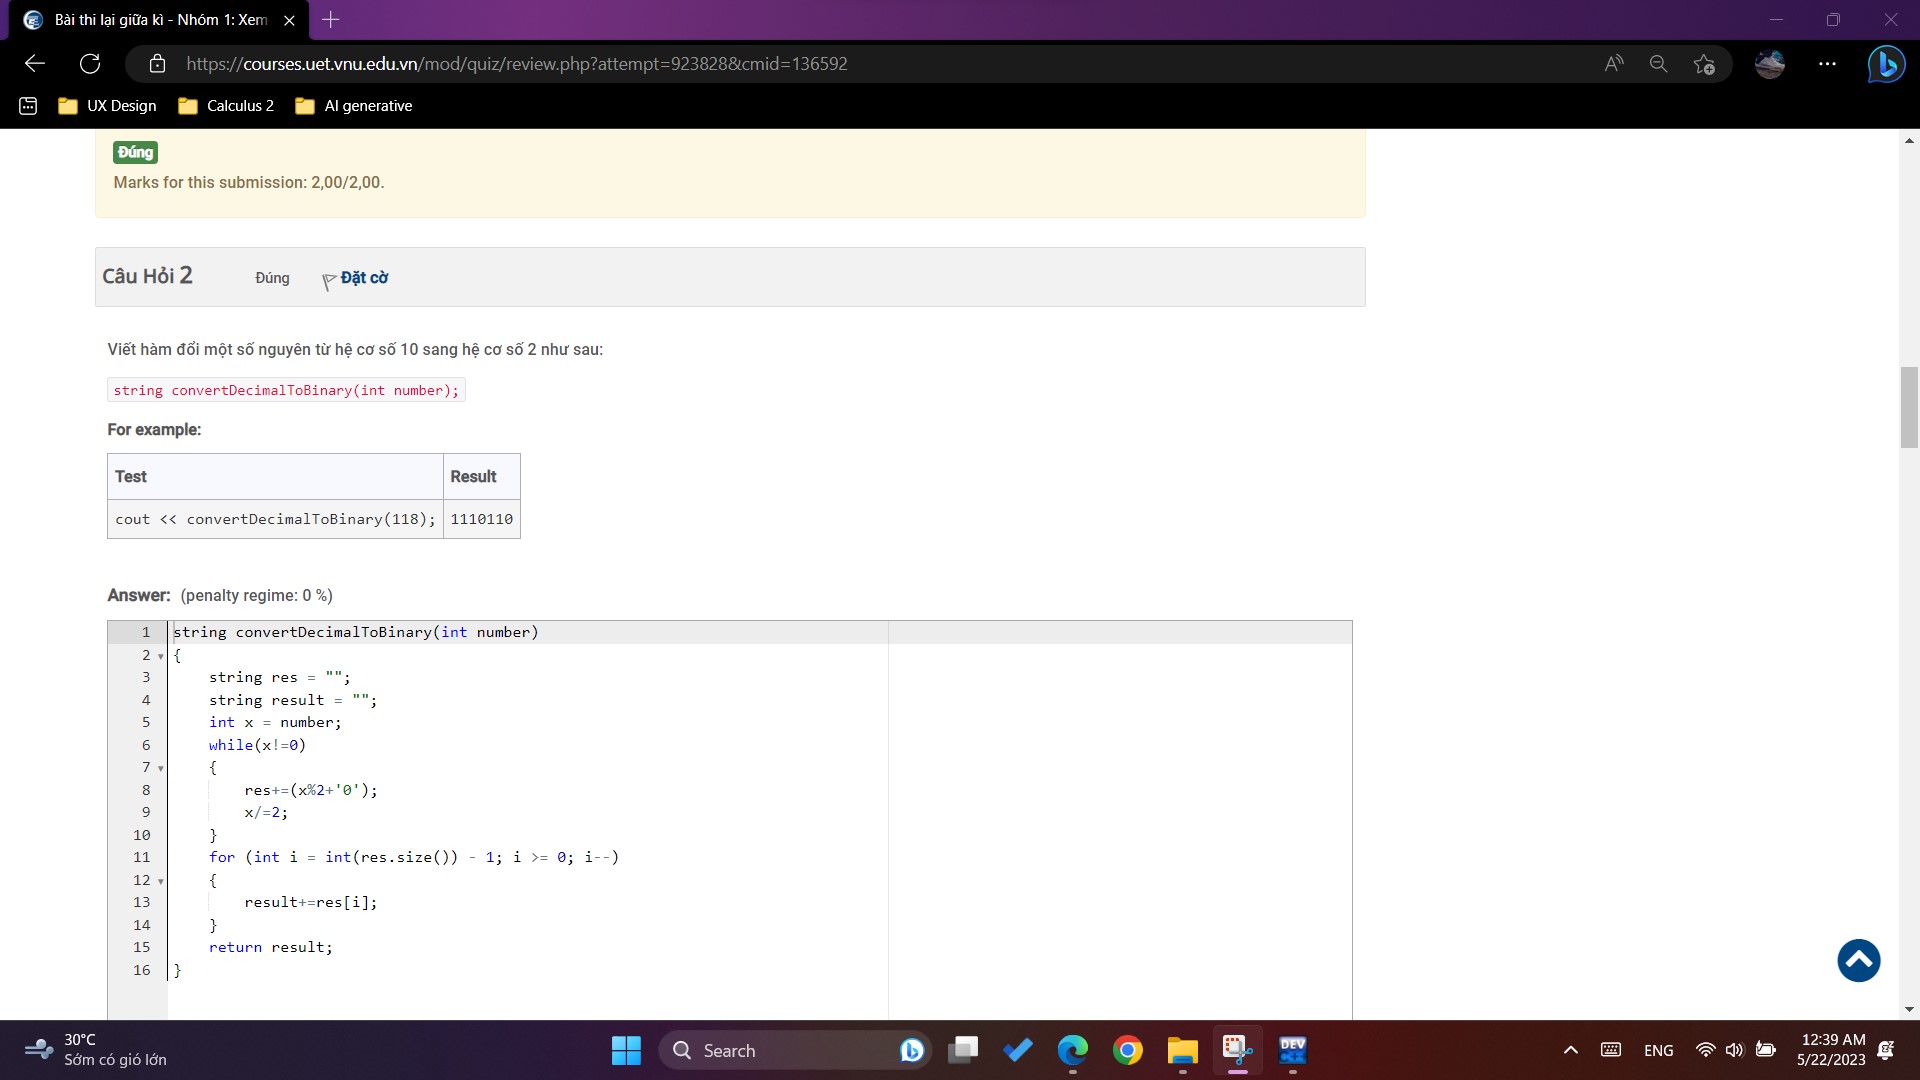 Bài thi lại giữa kì - Nhóm 1: Xem
https://courses.uet.vnu.edu.vn/mod/quiz/review.php?attempt=923828&cmid=136592
UX Design
Calculus 2
AI generative
Đúng
Marks for this submission: 2,00/2,00.
Câu Hỏi 2
Đúng
Đặt cờ
Viết hàm đổi một số nguyên từ hệ cơ số 10 sang hệ cơ số 2 như sau:
string convertDecimalToBinary(int number);
For example:
Test Result
cout << convertDecimalToBinary(118); 1110110
Answer: (penalty regime: 0 %)
1 string convertDecimalToBinary(int number)
2 {
3     string res = "";
4     string result = "";
5     int x = number;
6     while(x!=0)
7     {
8         res+=(x%2+'0');
9         x/=2;
10     }
11     for (int i = int(res.size()) - 1; i >= 0; i--)
12     {
13         result+=res[i];
14     }
15     return result;
16 }
30°C
Sớm có gió lớn
Search
DEV
C++
ENG
12:39 AM
5/22/2023